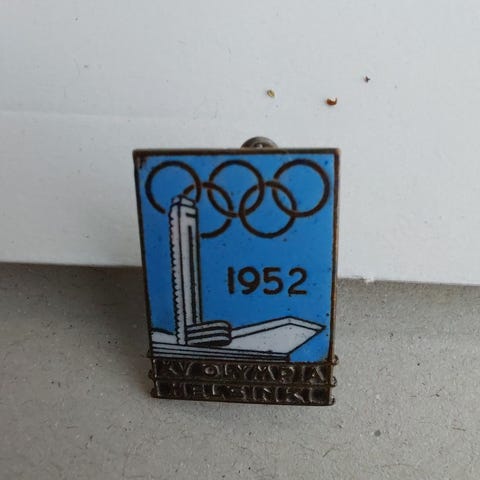 1952
XV OLYMPIA
HELSINKI